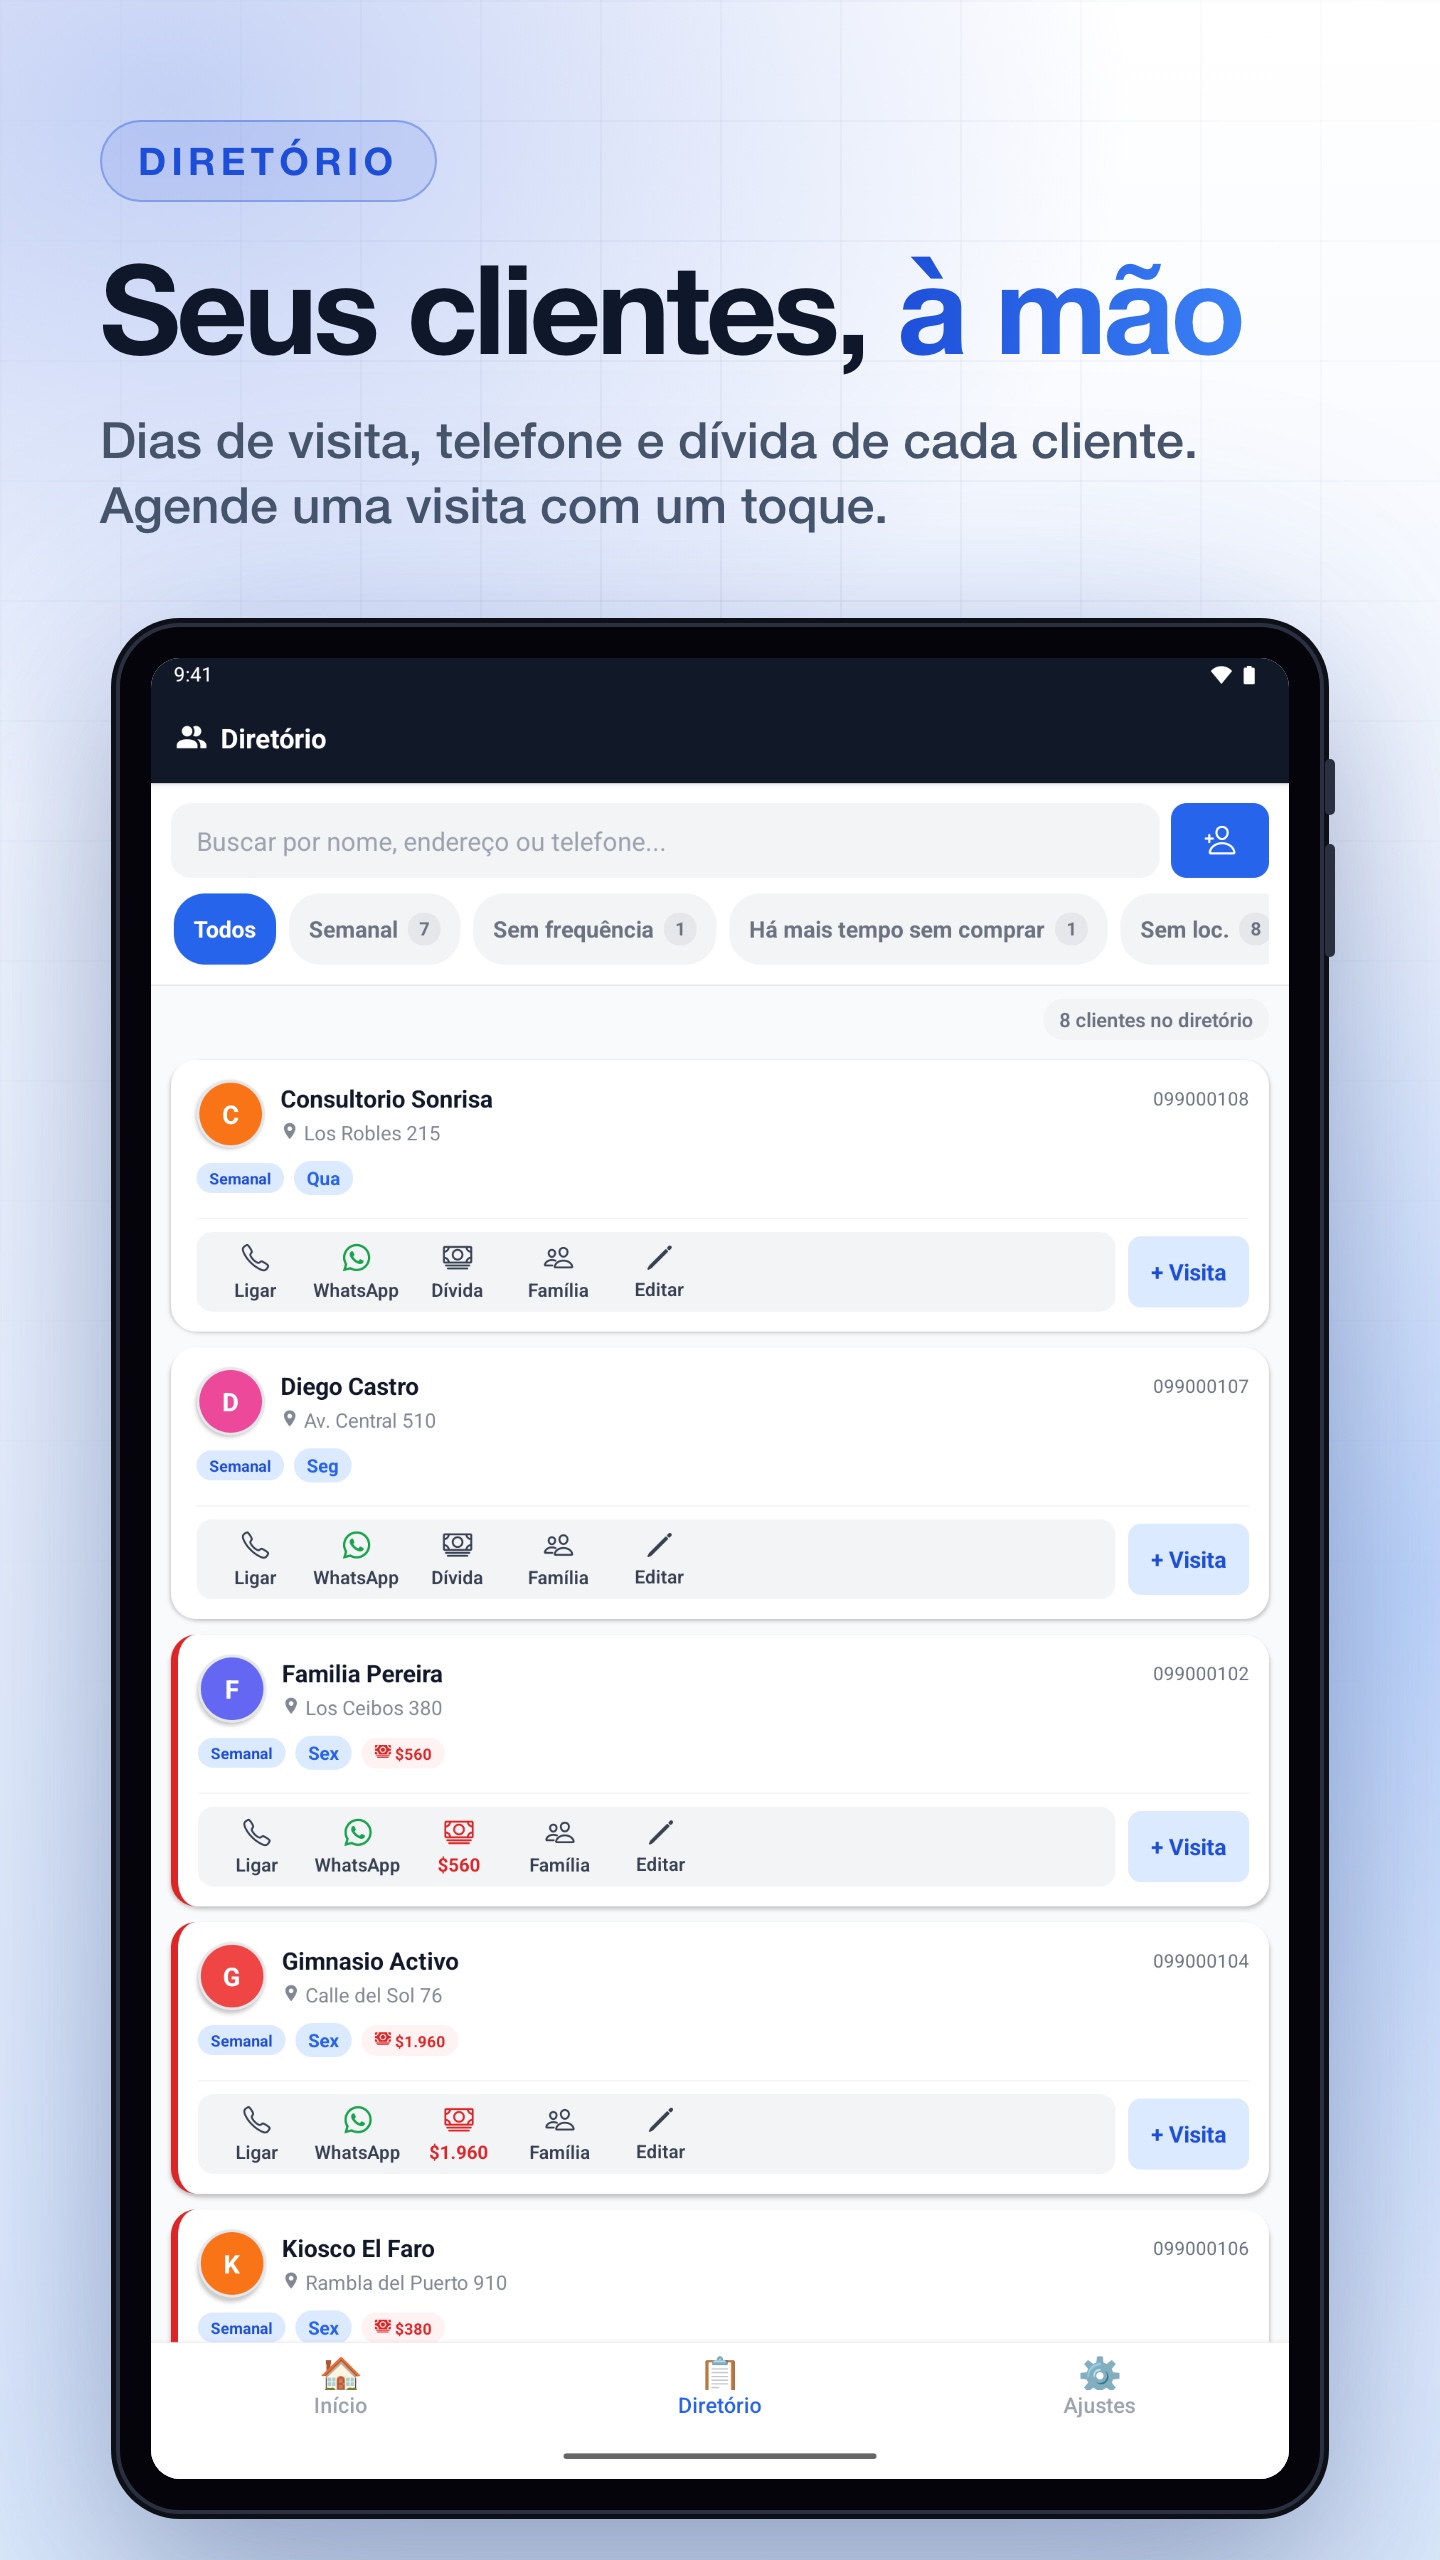 DIRETÓRIO
Seus clientes, à mão
Dias de visita, telefone e dívida de cada cliente.
Agende uma visita com um toque.
9:41
Diretório
Buscar por nome, endereço ou telefone...
Todos Semanal 7 Sem frequência 1 Há mais tempo sem comprar 1 Sem loc. 8
8 clientes no diretório
C Consultorio Sonrisa 099000108
Los Robles 215
Semanal Qua
Ligar WhatsApp Dívida Família Editar + Visita
D Diego Castro 099000107
Av. Central 510
Semanal Seg
Ligar WhatsApp Dívida Família Editar + Visita
F Familia Pereira 099000102
Los Ceibos 380
Semanal Sex $560
Ligar WhatsApp $560 Família Editar + Visita
G Gimnasio Activo 099000104
Calle del Sol 76
Semanal Sex $1.960
Ligar WhatsApp $1.960 Família Editar + Visita
K Kiosco El Faro 099000106
Rambla del Puerto 910
Semanal Sex $380
Início Diretório Ajustes